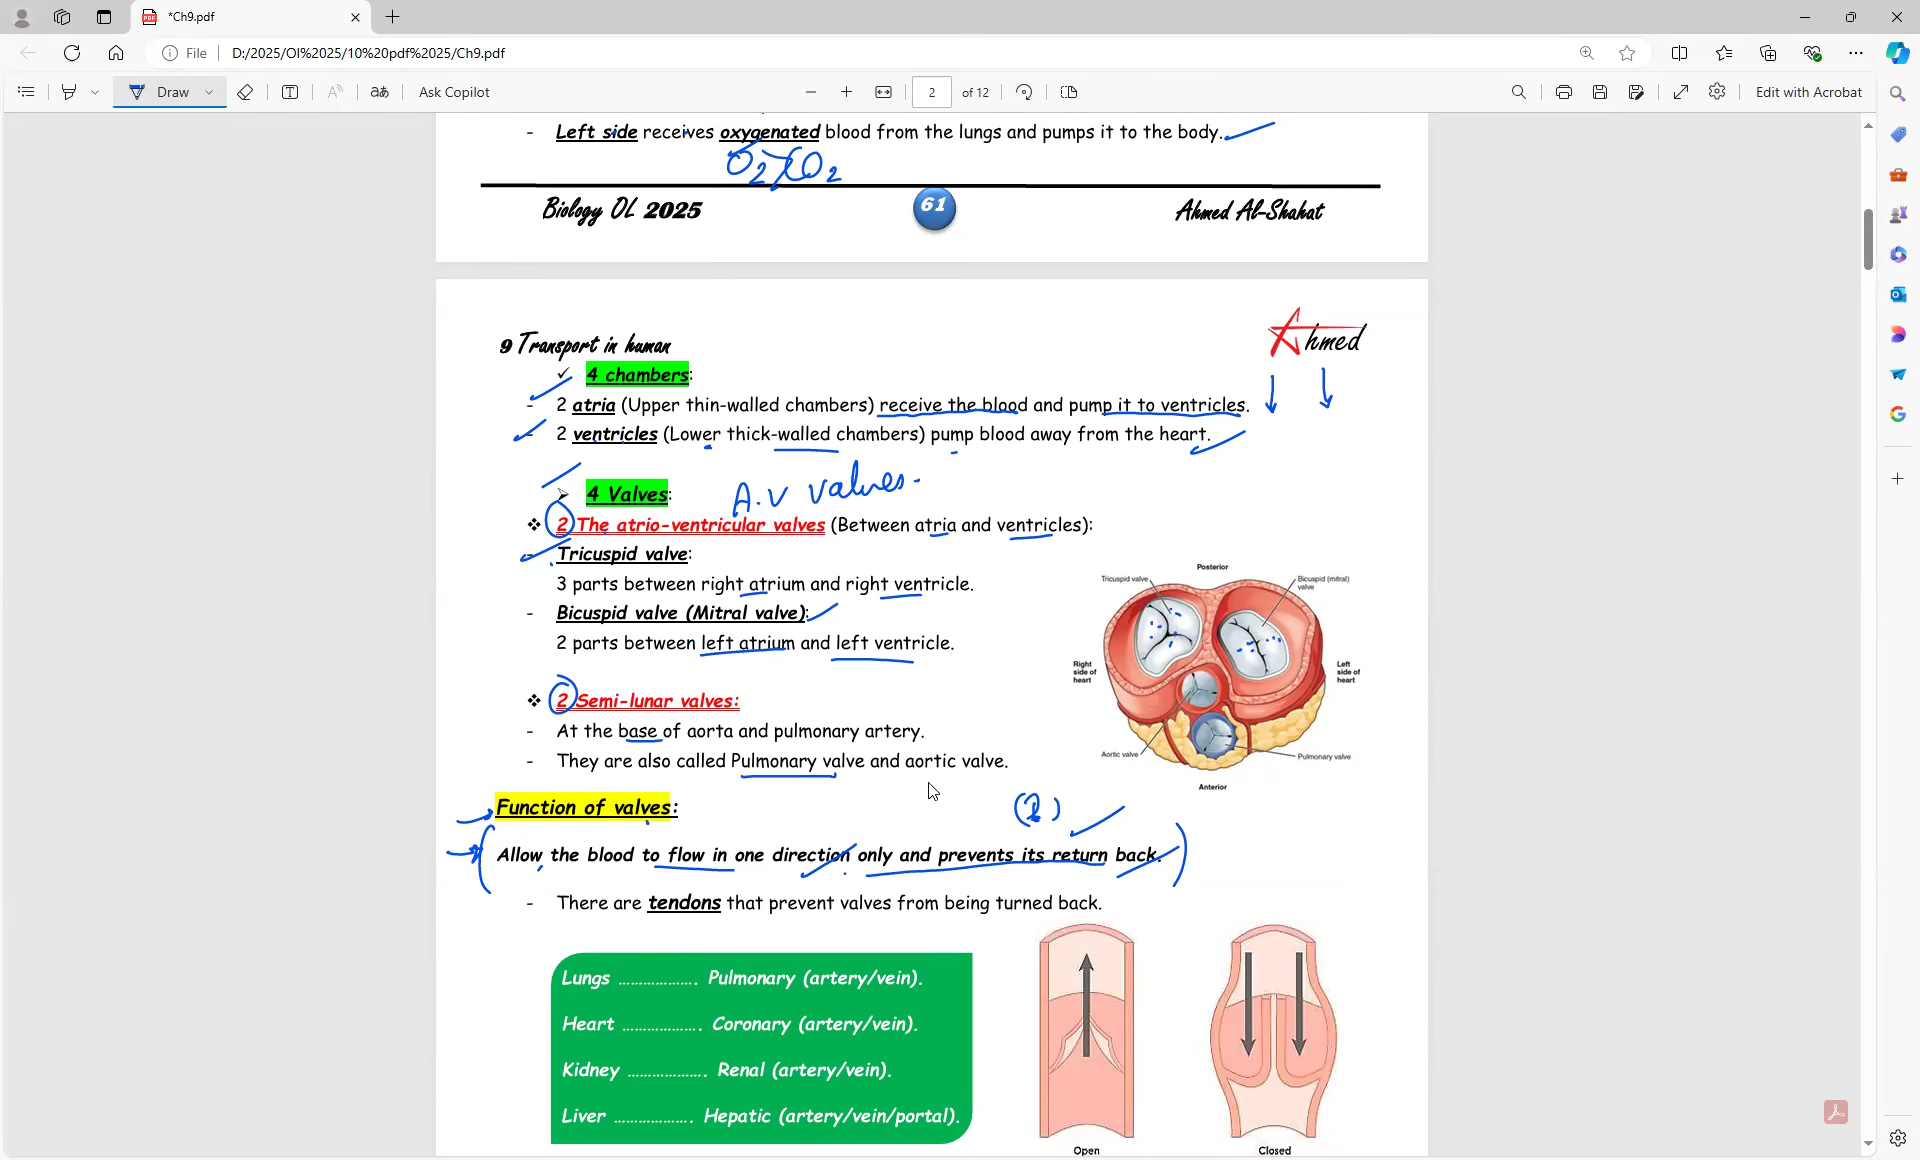 *Ch9.pdf
File
D:/2025/Ol%2025/10%20pdf%2025/Ch9.pdf
Draw
Ask Copilot
2
of 12
Edit with Acrobat
- Left side receives oxygenated blood from the lungs and pumps it to the body.
O2 / CO2
Biology OL 2025
61
Ahmed Al-Shahat
9 Transport in human
Ahmed
✓ 4 chambers:
- 2 atria (Upper thin-walled chambers) receive the blood and pump it to ventricles.
- 2 ventricles (Lower thick-walled chambers) pump blood away from the heart.
➢ 4 Valves:
A.V valves.
❖ 2 The atrio-ventricular valves (Between atria and ventricles):
- Tricuspid valve:
3 parts between right atrium and right ventricle.
- Bicuspid valve (Mitral valve):
2 parts between left atrium and left ventricle.
❖ 2 Semi-lunar valves:
- At the base of aorta and pulmonary artery.
- They are also called Pulmonary valve and aortic valve.
Posterior
Tricuspid valve
Bicuspid (mitral) valve
Right side of heart
Left side of heart
Aortic valve
Pulmonary valve
Anterior
Function of valves:
Allow the blood to flow in one direction only and prevents its return back.
- There are tendons that prevent valves from being turned back.
Lungs .................. Pulmonary (artery/vein).
Heart .................. Coronary (artery/vein).
Kidney .................. Renal (artery/vein).
Liver .................. Hepatic (artery/vein/portal).
Open
Closed